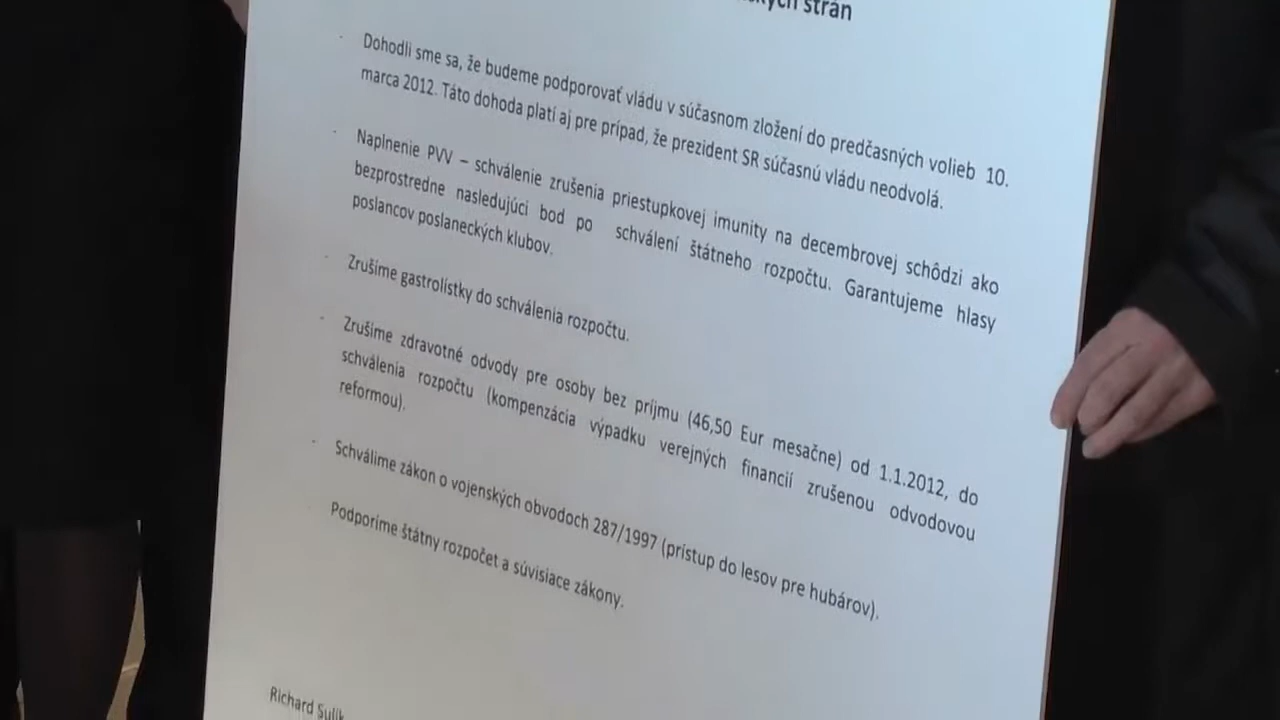 strán
Dohodli sme sa, že budeme podporovať vládu v súčasnom zložení do predčasných volieb 10.
marca 2012. Táto dohoda platí aj pre prípad, že prezident SR súčasnú vládu neodvolá.
Naplnenie PVV – schválenie zrušenia priestupkovej imunity na decembrovej schôdzi ako
bezprostredne nasledujúci bod po schválení štátneho rozpočtu. Garantujeme hlasy
poslancov poslaneckých klubov.
Zrušíme gastrolístky do schválenia rozpočtu.
Zrušíme zdravotné odvody pre osoby bez príjmu (46,50 Eur mesačne) od 1.1.2012, do
schválenia rozpočtu (kompenzácia výpadku verejných financií zrušenou odvodovou
reformou).
Schválime zákon o vojenských obvodoch 287/1997 (prístup do lesov pre hubárov).
Podporíme štátny rozpočet a súvisiace zákony.
Richard Sulík